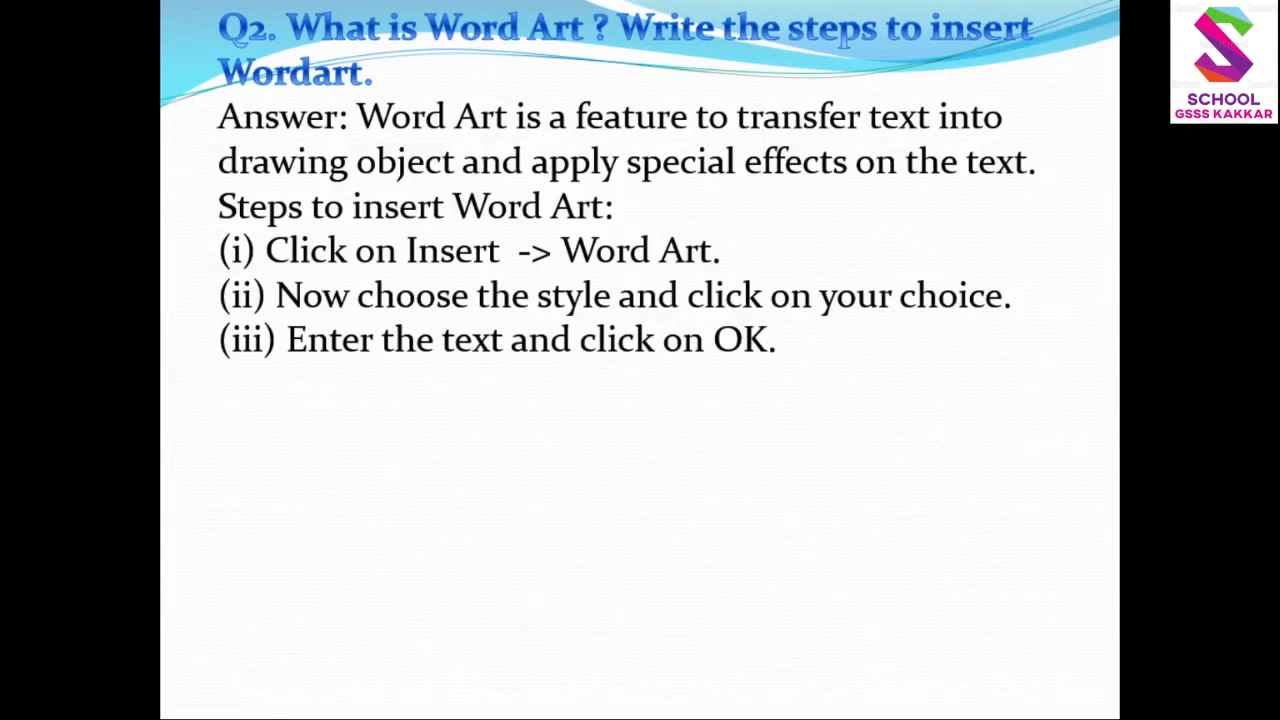 Q2. What is Word Art ? Write the steps to insert
Wordart.
Answer: Word Art is a feature to transfer text into
drawing object and apply special effects on the text.
Steps to insert Word Art:
(i) Click on Insert  -> Word Art.
(ii) Now choose the style and click on your choice.
(iii) Enter the text and click on OK.
SCHOOL
GSSS KAKKAR